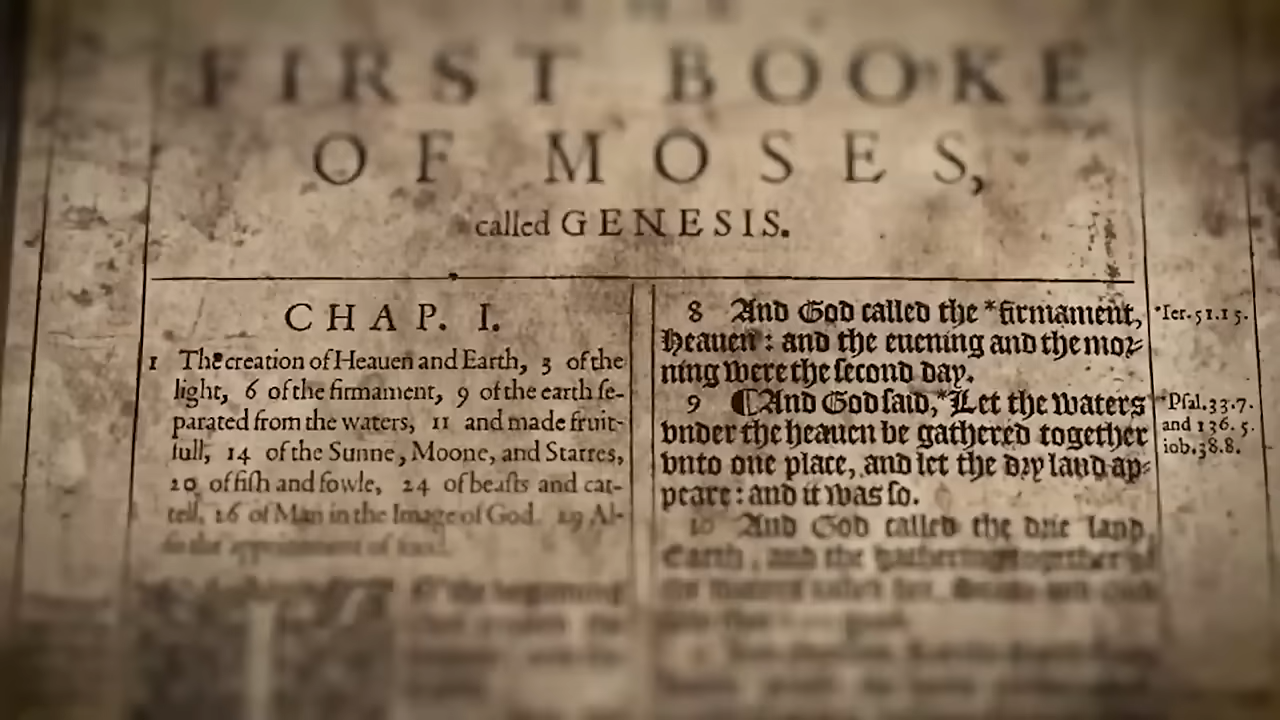 FIRST BOOKE
OF MOSES,
called GENESIS.
CHAP. I.
1 The creation of Heauen and Earth, 3 of the
light, 6 of the firmament, 9 of the earth ſe-
parated from the waters, 11 and made fruit-
full, 14 of the Sunne, Moone, and Starres,
20 of fiſh and fowle, 24 of beaſts and cat-
tell, 26 of Man in the Image of God. 29 Al-
ſo the appointment of food.
the beginning
8 And God called the *firmament,
Heauen: and the euening and the mor-
ning were the ſecond day.
9 ¶And God ſaid, *Let the waters
vnder the heauen be gathered together
vnto one place, and let the dry land ap-
peare: and it was ſo.
10 And God called the drie land,
Earth, and the gathering together of
*Ier.51.15.
*Pſal.33.7.
and 136.5.
iob.38.8.